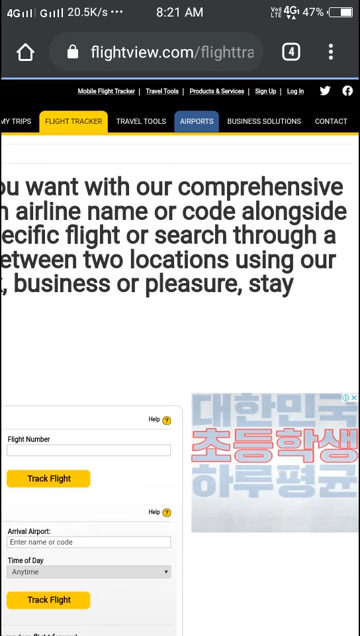 4G G 20.5K/s ··· 8:21 AM Vo) LTE 4G 47%
flightview.com/flighttra 4
Mobile Flight Tracker | Travel Tools | Products & Services | Sign Up | Log In
MY TRIPS FLIGHT TRACKER TRAVEL TOOLS AIRPORTS BUSINESS SOLUTIONS CONTACT
ou want with our comprehensive
n airline name or code alongside
ecific flight or search through a
etween two locations using our
, business or pleasure, stay
Help ?
Flight Number
Track Flight
대한민국
초등학생
하루평균
Help ?
Arrival Airport:
Enter name or code
Time of Day
Anytime
Track Flight